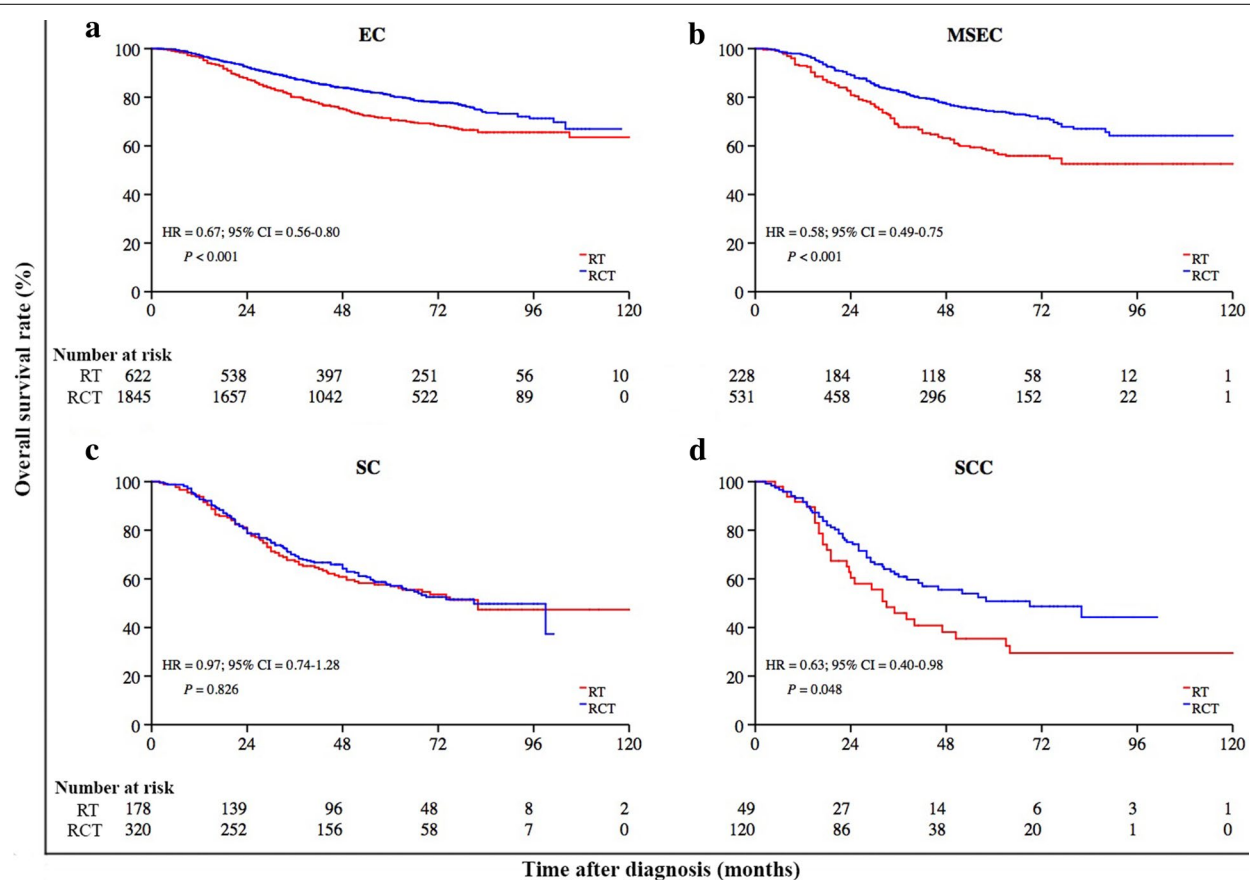 Overall survival rate (%)
a
EC
100
80
60
40
20
0
HR = 0.67; 95% CI = 0.56-0.80
P < 0.001
RT
RCT
0 24 48 72 96 120
Number at risk
RT 622 538 397 251 56 10
RCT 1845 1657 1042 522 89 0
b
MSEC
100
80
60
40
20
0
HR = 0.58; 95% CI = 0.49-0.75
P < 0.001
RT
RCT
0 24 48 72 96 120
228 184 118 58 12 1
531 458 296 152 22 1
c
SC
100
80
60
40
20
0
HR = 0.97; 95% CI = 0.74-1.28
P = 0.826
RT
RCT
0 24 48 72 96 120
Number at risk
RT 178 139 96 48 8 2
RCT 320 252 156 58 7 0
d
SCC
100
80
60
40
20
0
HR = 0.63; 95% CI = 0.40-0.98
P = 0.048
RT
RCT
0 24 48 72 96 120
49 27 14 6 3 1
120 86 38 20 1 0
Time after diagnosis (months)